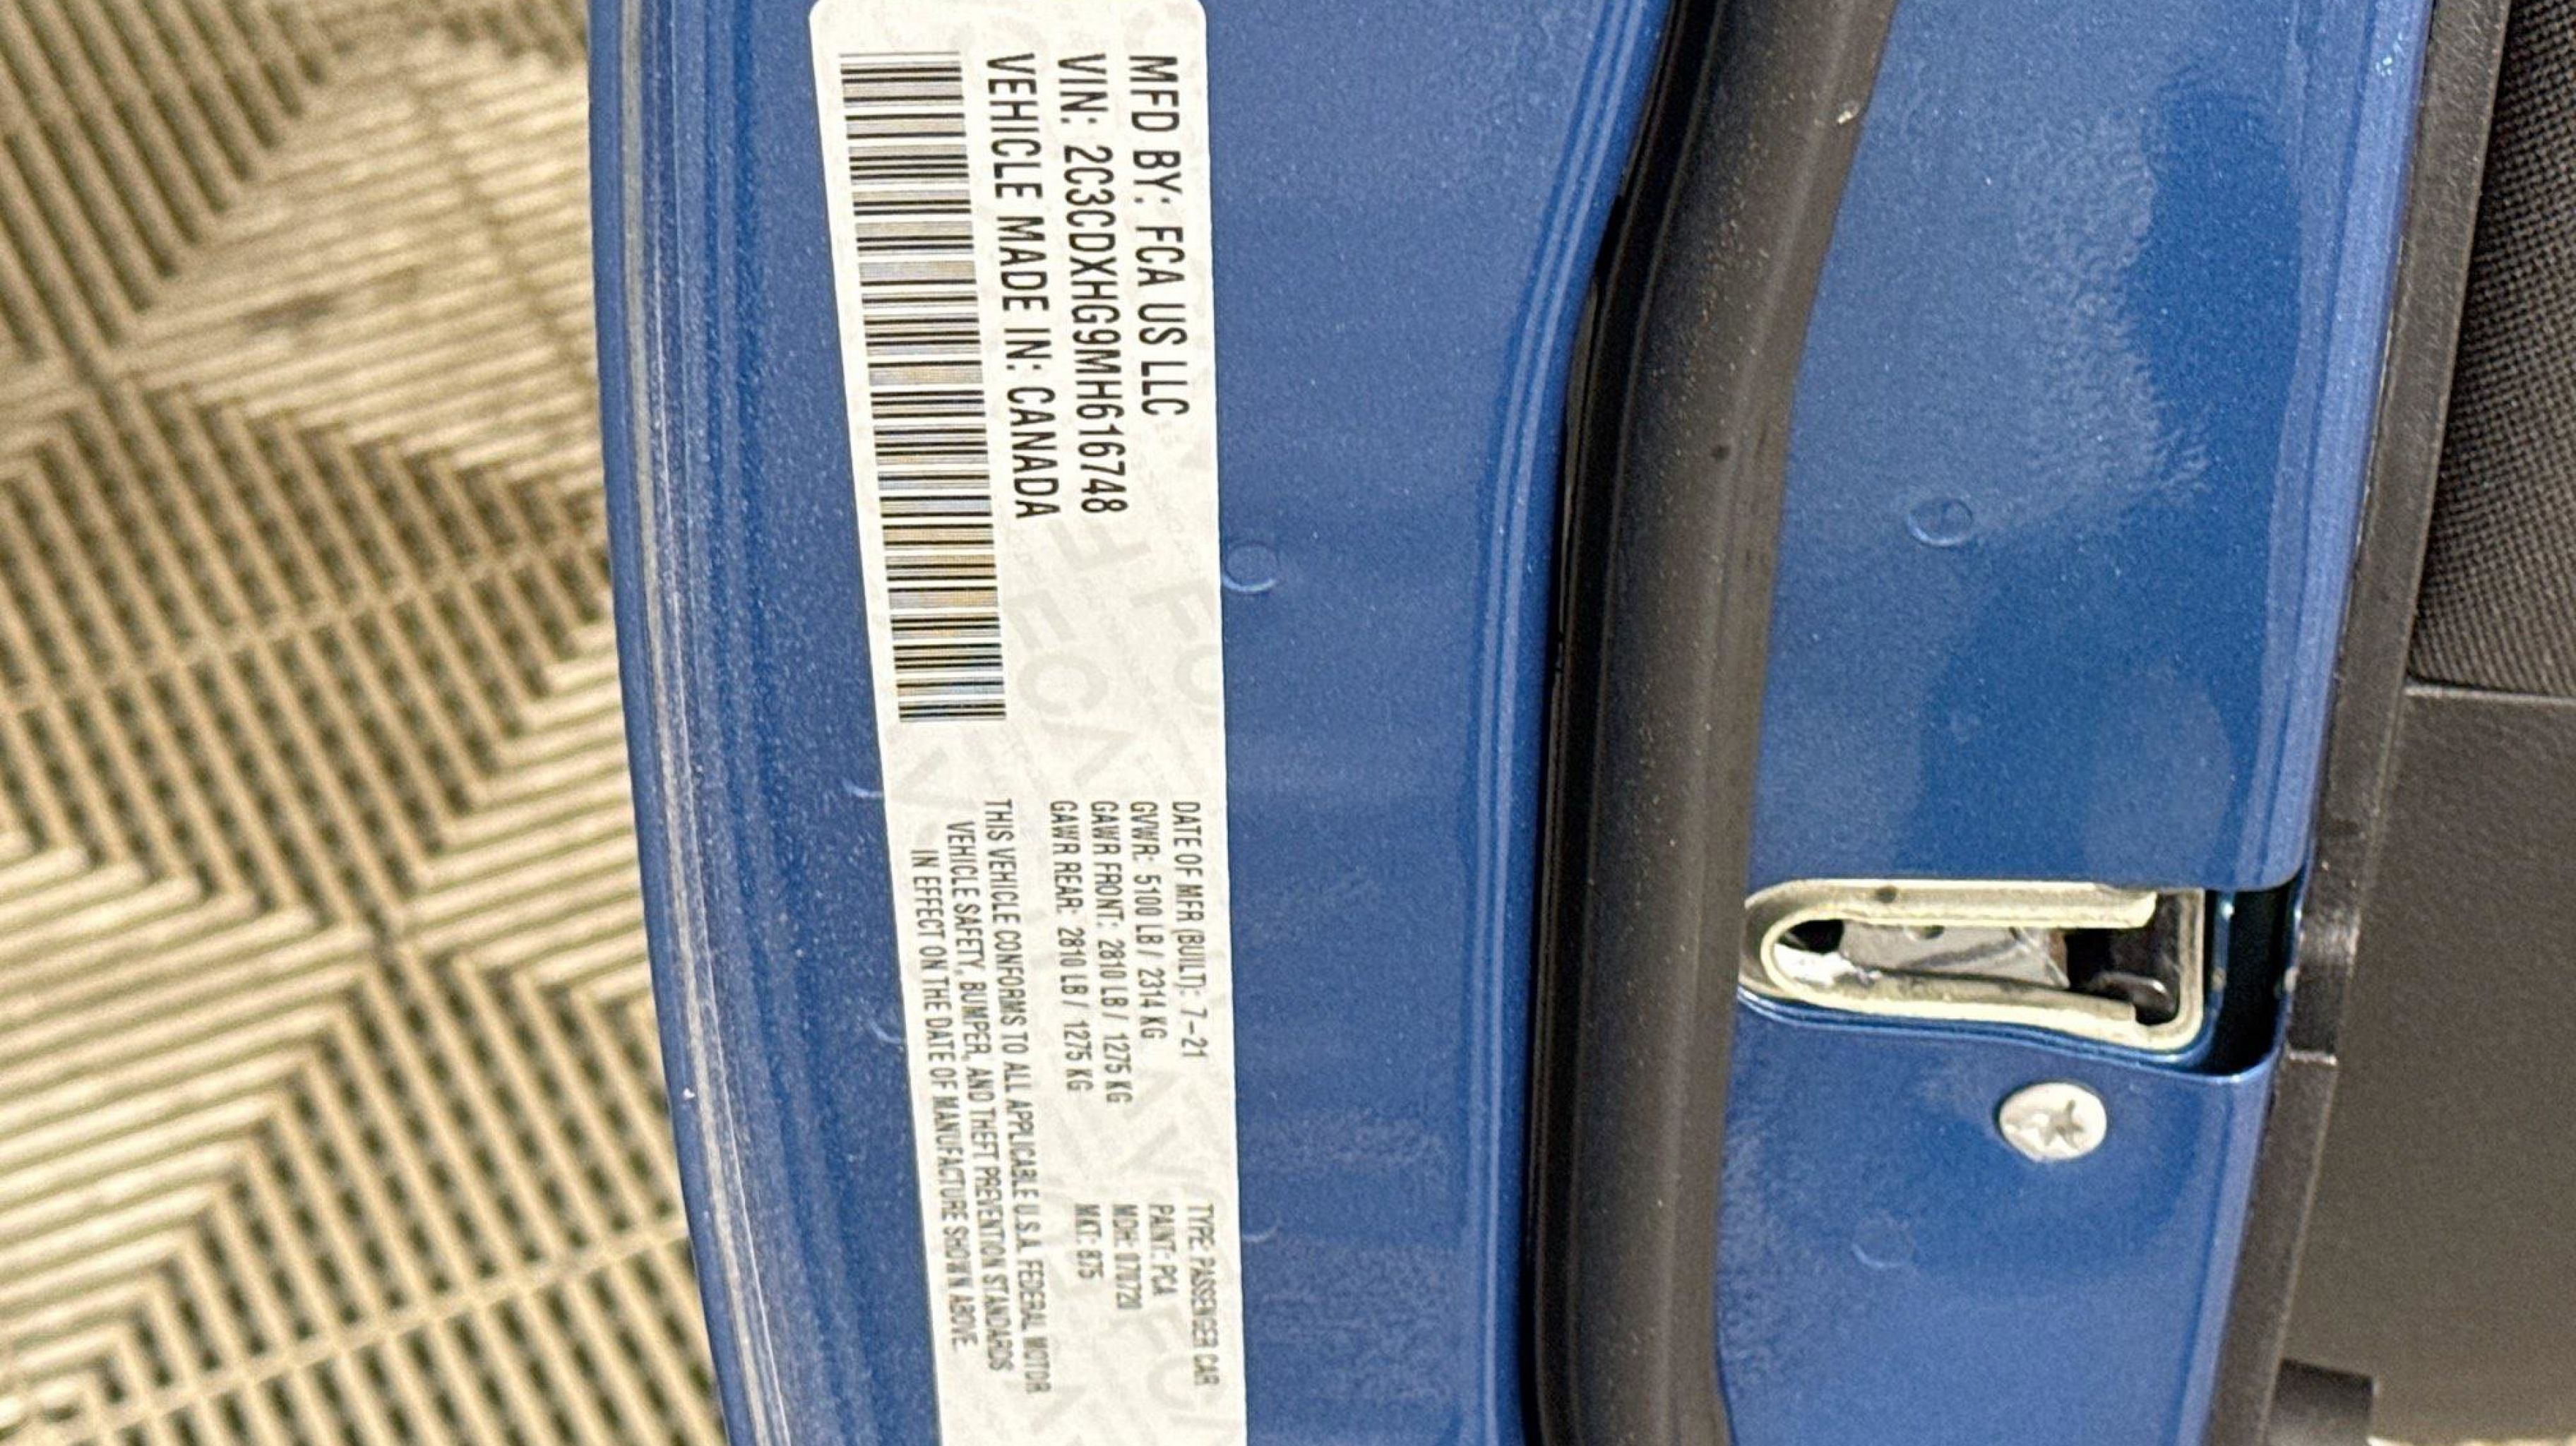 MFD BY: FCA US LLC
VIN: 2C3CDXHG9MH616748
VEHICLE MADE IN: CANADA
DATE OF MFR (BUILT): 7-21
GVWR: 5100 LB / 2314 KG
GAWR FRONT: 2810 LB / 1275 KG
GAWR REAR: 2810 LB / 1275 KG
THIS VEHICLE CONFORMS TO ALL APPLICABLE U.S.A. FEDERAL MOTOR
VEHICLE SAFETY, BUMPER, AND THEFT PREVENTION STANDARDS
IN EFFECT ON THE DATE OF MANUFACTURE SHOWN ABOVE
TYPE: PASSENGER CAR
PAINT: PCA
MDH: 070720
MKT: 875